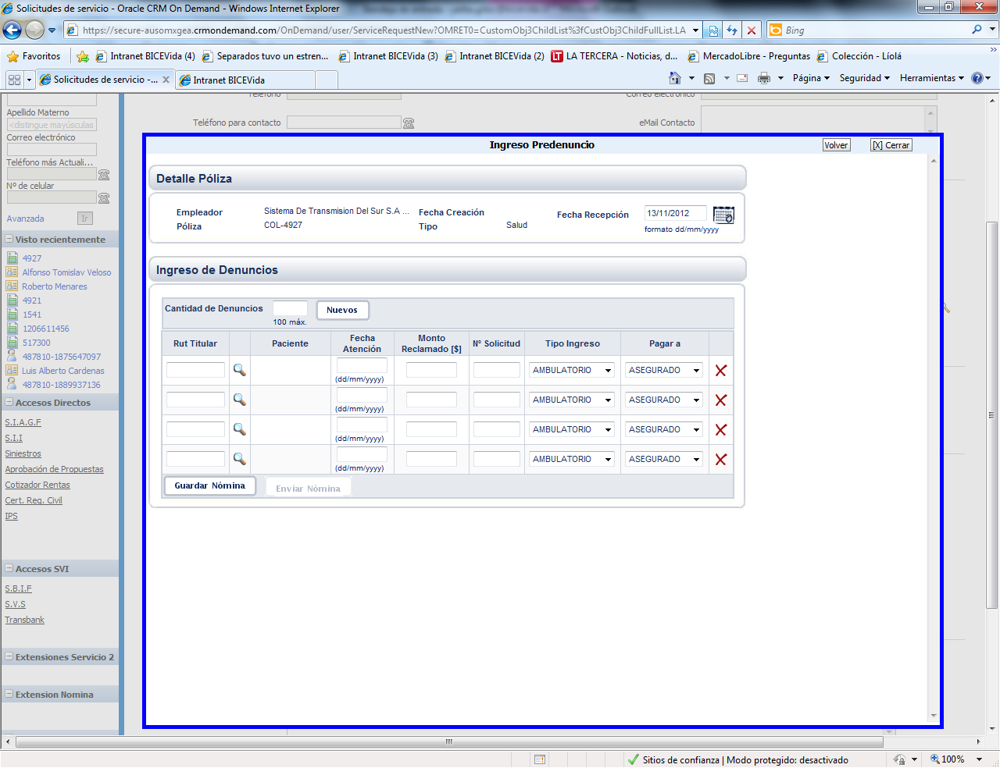 Solicitudes de servicio - Oracle CRM On Demand - Windows Internet Explorer
https://secure-ausomxgea.crmondemand.com/OnDemand/user/ServiceRequestNew?OMRET0=CustomObj3ChildList%3fCustObj3ChildFullList.LA
Bing
Favoritos
Intranet BICEVida (4)
Separados tuvo un estren...
Intranet BICEVida (3)
Intranet BICEVida (2)
LT LA TERCERA - Noticias, d...
MercadoLibre - Preguntas
Colección - Líolá
Solicitudes de servicio -...
Intranet BICEVida
Página
Seguridad
Herramientas
Apellido Materno
<distingue mayúsculas
Correo electrónico
Teléfono más Actuali...
Nº de celular
Avanzada
Ir
Visto recientemente
4927
Alfonso Tomislav Veloso
Roberto Menares
4921
1541
1206611456
517300
487810-1875647097
Luis Alberto Cardenas
487810-1889937136
Accesos Directos
S.I.A.G.F
S.I.I
Siniestros
Aprobación de Propuestas
Cotizador Rentas
Cert. Reg. Civil
IPS
Accesos SVI
S.B.I.F
S.V.S
Transbank
Extensiones Servicio 2
Extension Nomina
Teléfono
Correo electrónico
Teléfono para contacto
eMail Contacto
Ingreso Predenuncio
Volver
[X] Cerrar
Detalle Póliza
Empleador Sistema De Transmision Del Sur S.A ... Fecha Creación Fecha Recepción 13/11/2012
Póliza COL-4927 Tipo Salud formato dd/mm/yyyy
Ingreso de Denuncios
Cantidad de Denuncios Nuevos
100 máx.
Rut Titular Paciente Fecha Atención Monto Reclamado [$] Nº Solicitud Tipo Ingreso Pagar a
AMBULATORIO ASEGURADO
(dd/mm/yyyy)
AMBULATORIO ASEGURADO
(dd/mm/yyyy)
AMBULATORIO ASEGURADO
(dd/mm/yyyy)
AMBULATORIO ASEGURADO
(dd/mm/yyyy)
Guardar Nómina Enviar Nómina
Sitios de confianza | Modo protegido: desactivado
100%